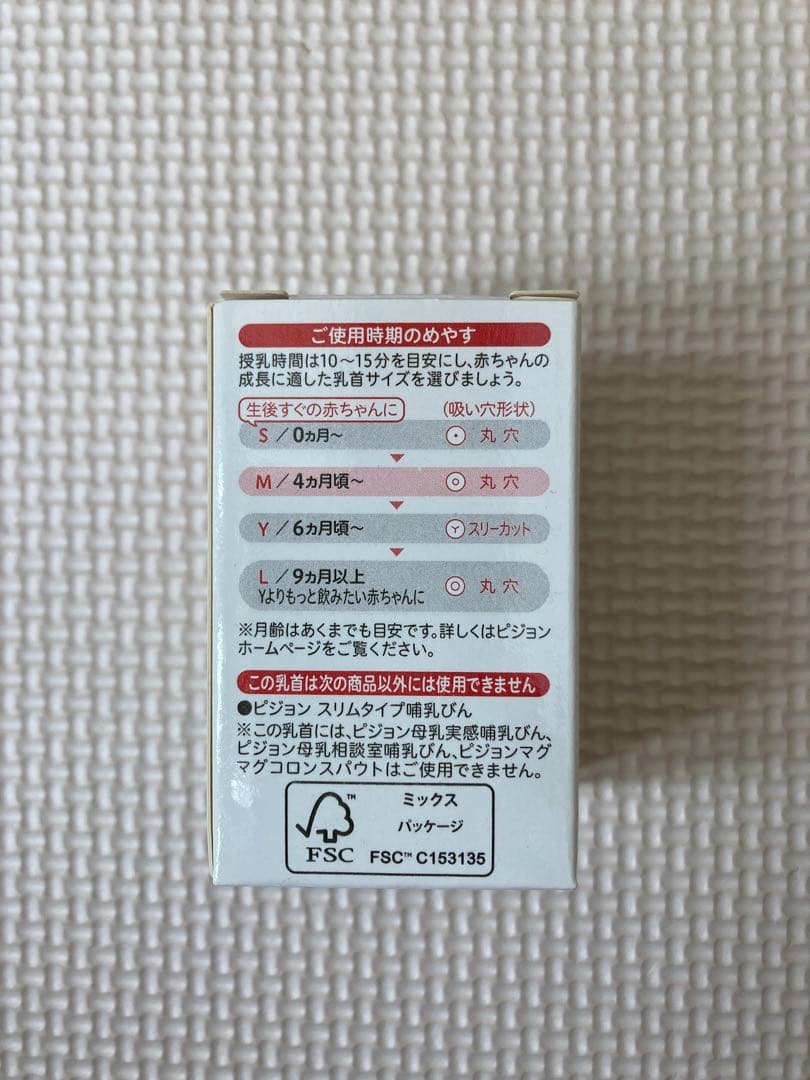 ご使用時期のめやす
授乳時間は10〜15分を目安にし、赤ちゃんの
成長に適した乳首サイズを選びましょう。
生後すぐの赤ちゃんに (吸い穴形状)
S/0ヵ月〜 丸穴
M/4ヵ月頃〜 丸穴
Y/6ヵ月頃〜 スリーカット
L/9ヵ月以上 丸穴
Yよりもっと飲みたい赤ちゃんに
※月齢はあくまでも目安です。詳しくはピジョン
ホームページをご覧ください。
この乳首は次の商品以外には使用できません
●ピジョン スリムタイプ哺乳びん
※この乳首には、ピジョン母乳実感哺乳びん、
ピジョン母乳相談室哺乳びん、ピジョンマグ
マグコロンスパウトはご使用できません。
ミックス
パッケージ
FSC™ C153135
™
FSC